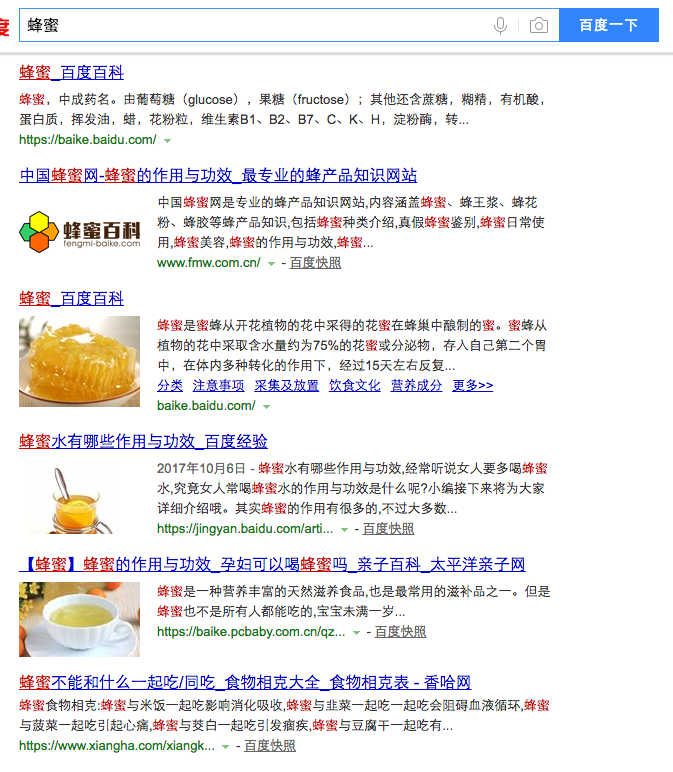 度
蜂蜜
百度一下
蜂蜜_百度百科
蜂蜜，中成药名。由葡萄糖（glucose），果糖（fructose）；其他还含蔗糖，糊精，有机酸，
蛋白质，挥发油，蜡，花粉粒，维生素B1、B2、B7、C、K、H，淀粉酶，转...
https://baike.baidu.com/
中国蜂蜜网-蜂蜜的作用与功效_最专业的蜂产品知识网站
蜂蜜百科
fengmi-baike.com
中国蜂蜜网是专业的蜂产品知识网站,内容涵盖蜂蜜、蜂王浆、蜂花
粉、蜂胶等蜂产品知识,包括蜂蜜种类介绍,真假蜂蜜鉴别,蜂蜜日常使
用,蜂蜜美容,蜂蜜的作用与功效,蜂蜜...
www.fmw.com.cn/ - 百度快照
蜂蜜_百度百科
蜂蜜是蜜蜂从开花植物的花中采得的花蜜在蜂巢中酿制的蜜。蜜蜂从
植物的花中采取含水量约为75%的花蜜或分泌物，存入自己第二个胃
中，在体内多种转化的作用下，经过15天左右反复...
分类 注意事项 采集及放置 饮食文化 营养成分 更多>>
baike.baidu.com/
蜂蜜水有哪些作用与功效_百度经验
2017年10月6日 - 蜂蜜水有哪些作用与功效,经常听说女人要多喝蜂蜜
水,究竟女人常喝蜂蜜水的作用与功效是什么呢?小编接下来将为大家
详细介绍哦。其实蜂蜜的作用有很多的,不过大多数...
https://jingyan.baidu.com/arti... - 百度快照
【蜂蜜】蜂蜜的作用与功效_孕妇可以喝蜂蜜吗_亲子百科_太平洋亲子网
蜂蜜是一种营养丰富的天然滋养食品,也是最常用的滋补品之一。但是
蜂蜜也不是所有人都能吃的,宝宝未满一岁...
https://baike.pcbaby.com.cn/qz... - 百度快照
蜂蜜不能和什么一起吃/同吃_食物相克大全_食物相克表 - 香哈网
蜂蜜食物相克:蜂蜜与米饭一起吃影响消化吸收,蜂蜜与韭菜一起吃一起吃会阻碍血液循环,蜂蜜
与菠菜一起吃引起心痛,蜂蜜与茭白一起吃引发痼疾,蜂蜜与豆腐干一起吃有...
https://www.xiangha.com/xiangk... - 百度快照